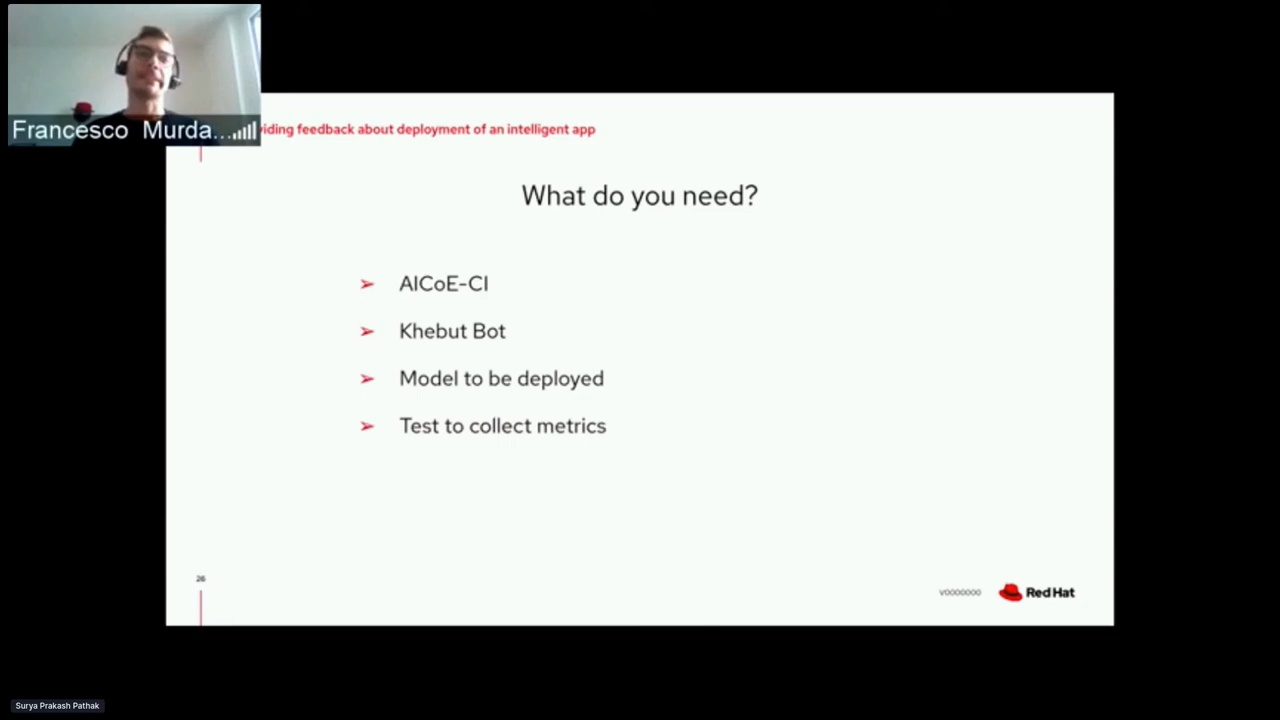 Francesco Murda...
viding feedback about deployment of an intelligent app
What do you need?
➢ AICoE-CI
➢ Khebut Bot
➢ Model to be deployed
➢ Test to collect metrics
26
V0000000
Red Hat
Surya Prakash Pathak